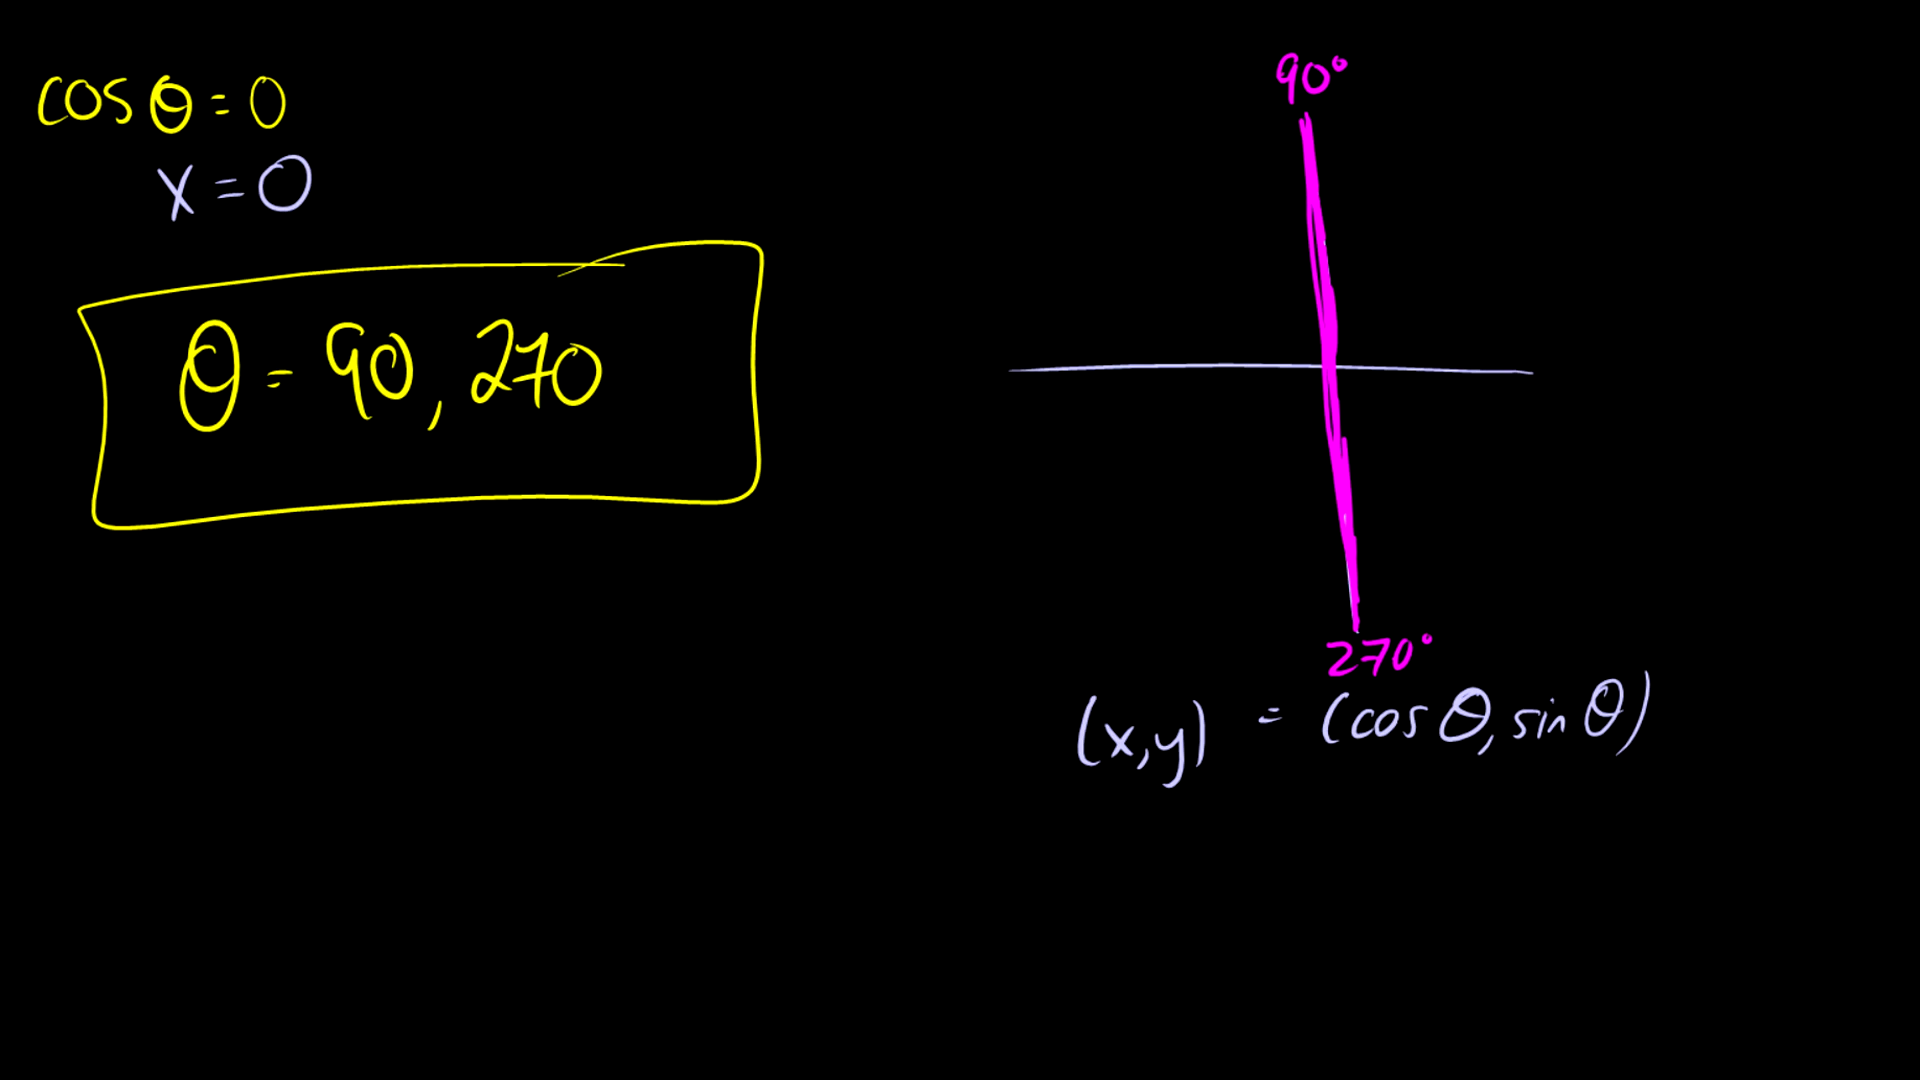 cos θ = 0
x = 0
θ = 90, 270
90°
270°
(x,y) = (cos θ, sin θ)